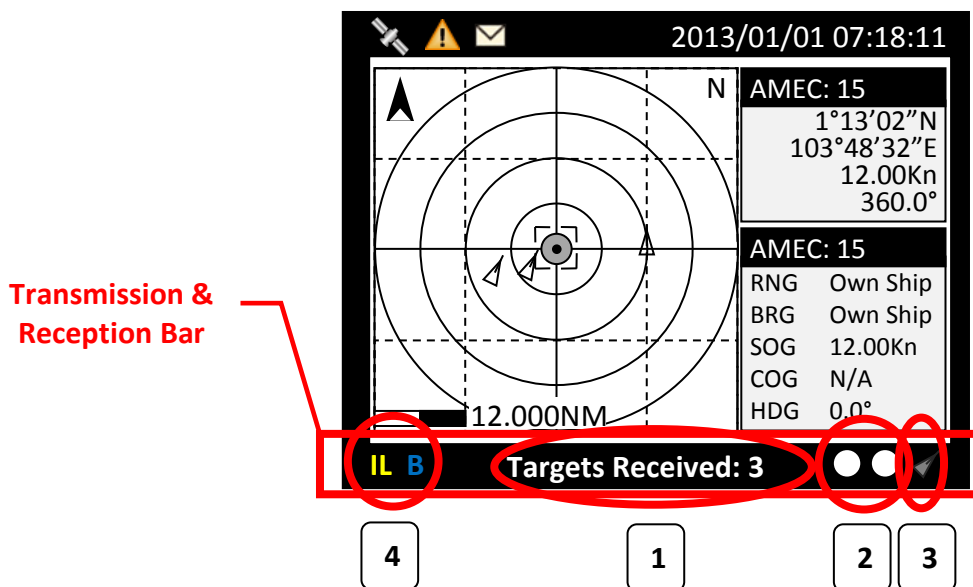 2013/01/01 07:18:11
N
AMEC: 15
1°13’02”N
103°48’32”E
12.00Kn
360.0°
AMEC: 15
RNG Own Ship
BRG Own Ship
SOG 12.00Kn
COG N/A
HDG 0.0°
12.000NM
Transmission &
Reception Bar
IL B Targets Received: 3
4 1 2 3